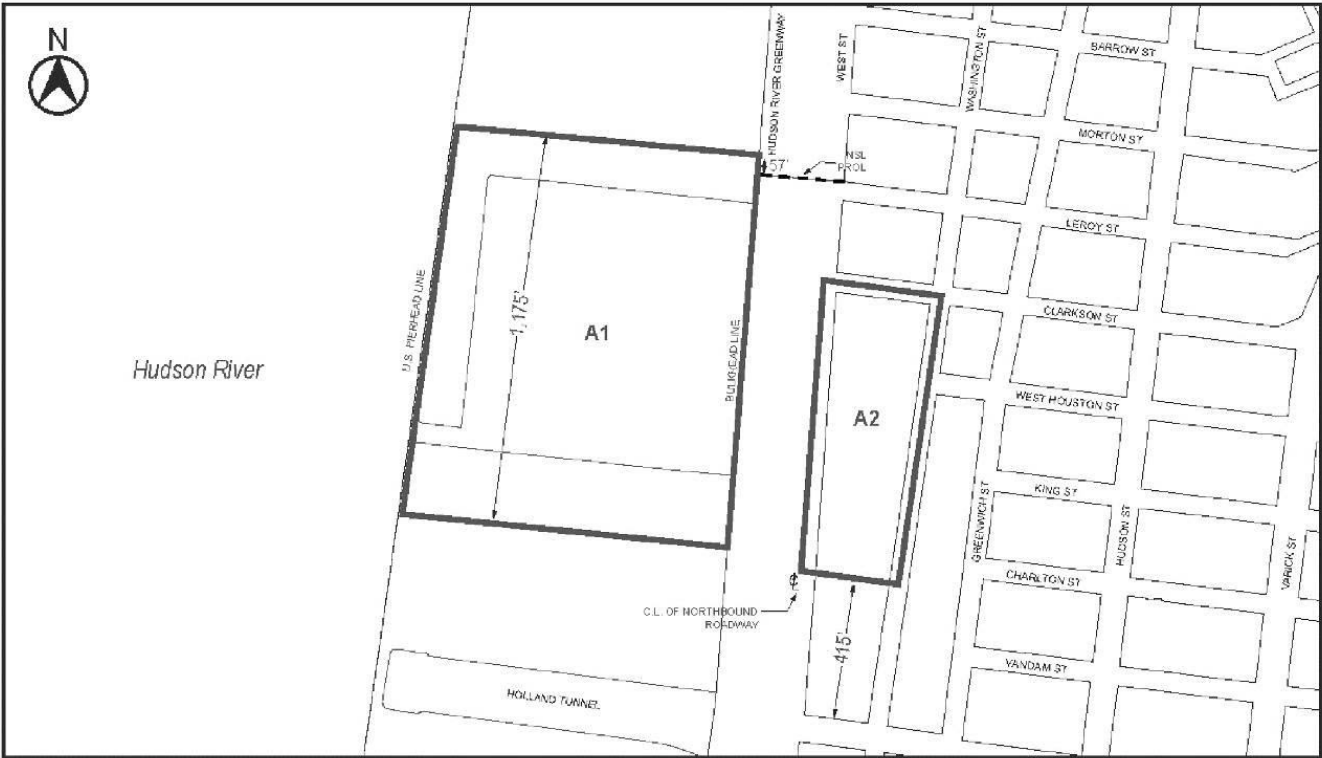 N
HUDSON RIVER GREENWAY
WEST ST
WASHINGTON ST
BARROW ST
MORTON ST
57'
NSL
PROL
LEROY ST
U.S. PIERHEAD LINE
1,175'
A1
BULKHEAD LINE
CLARKSON ST
Hudson River
WEST HOUSTON ST
A2
KING ST
GREENWICH ST
HUDSON ST
VARICK ST
CHARLTON ST
C.L. OF NORTHBOUND
ROADWAY
415'
VANDAM ST
HOLLAND TUNNEL